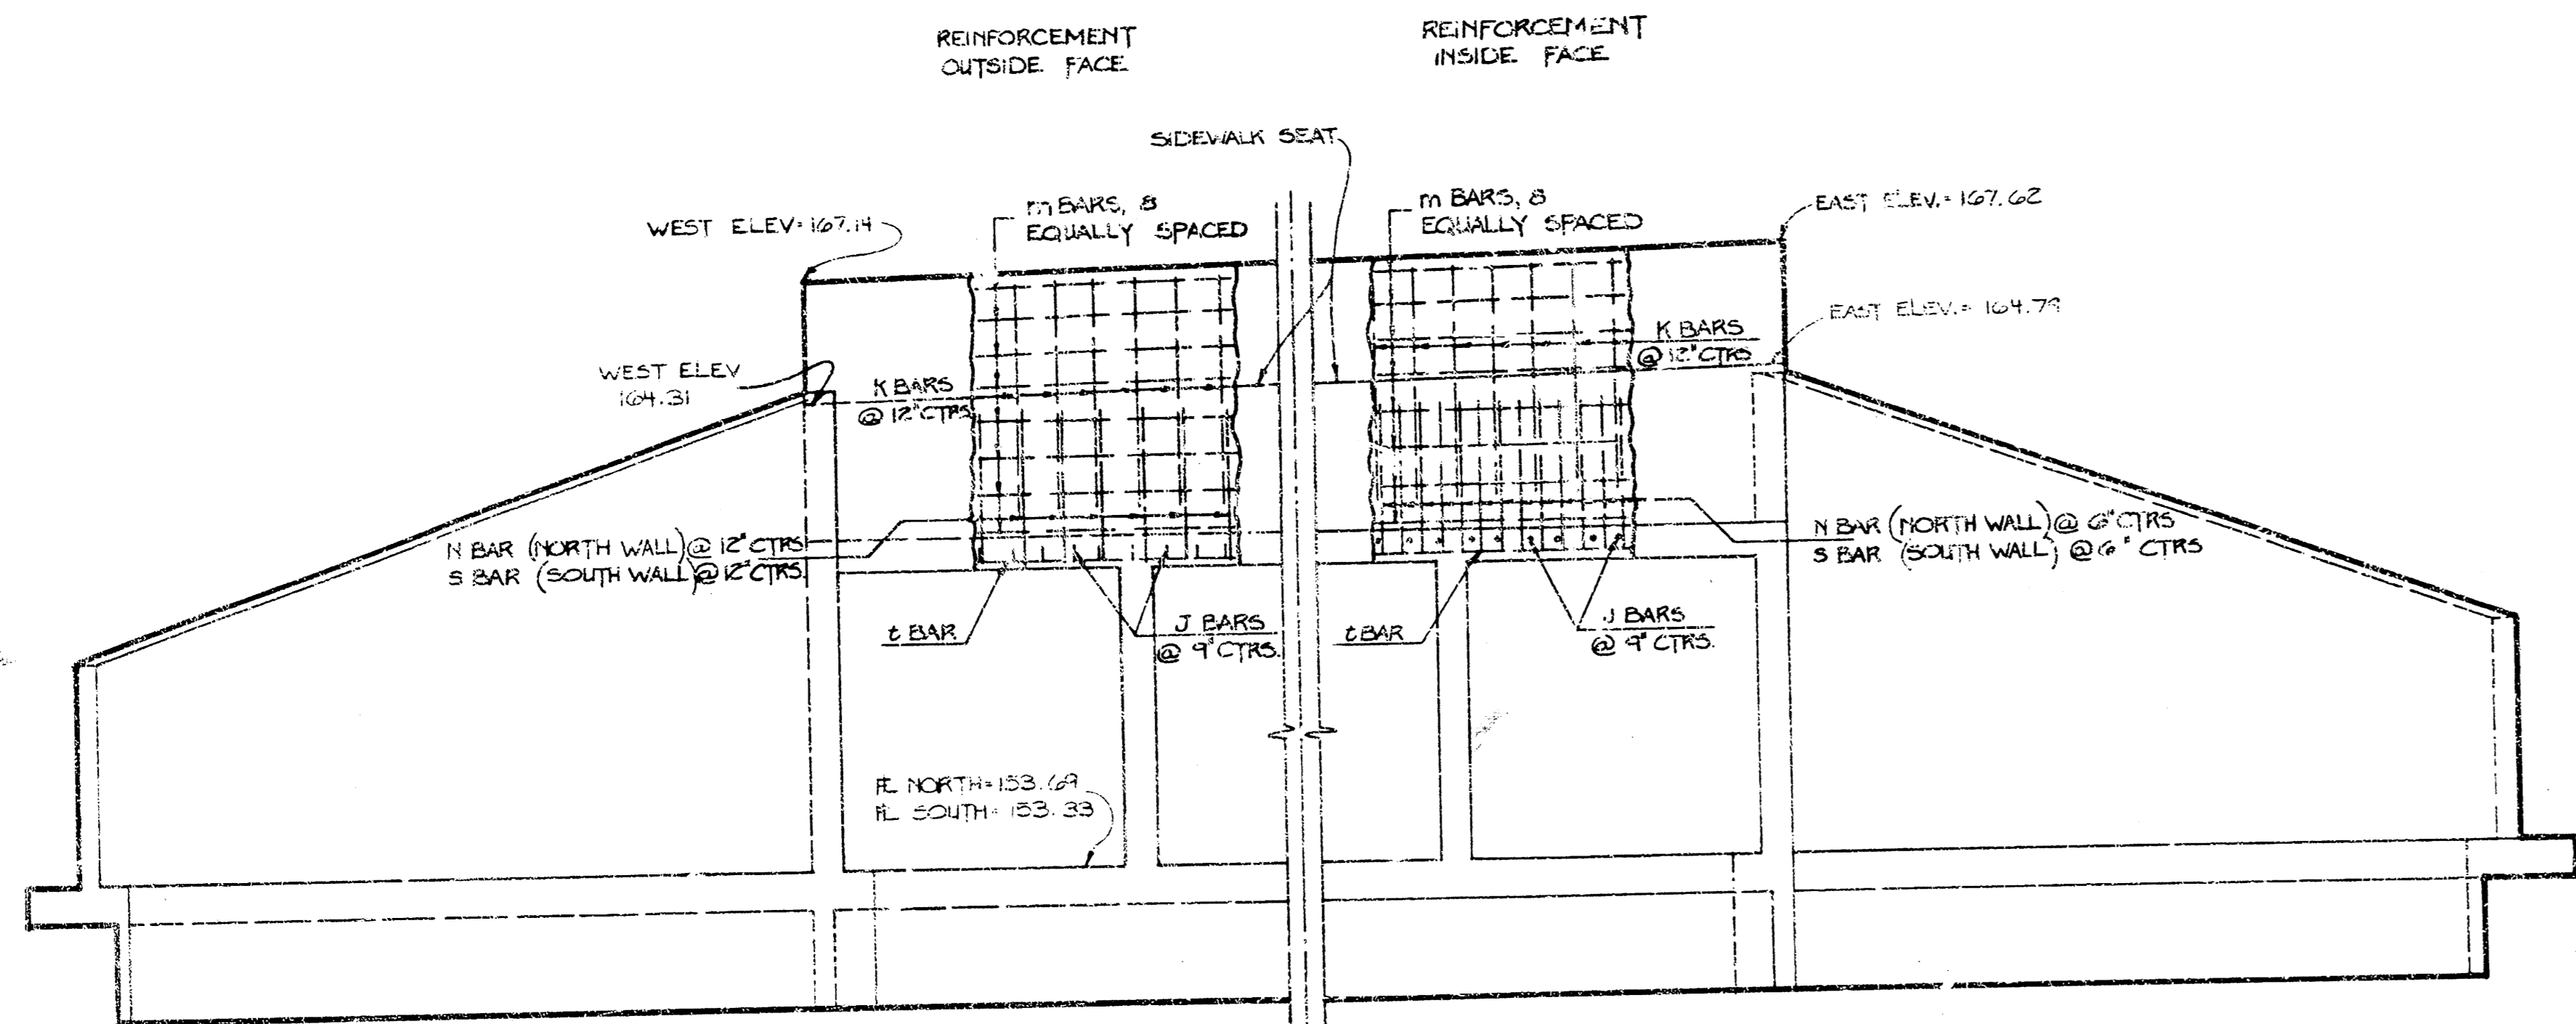 REINFORCEMENT
OUTSIDE FACE
REINFORCEMENT
INSIDE FACE
SIDEWALK SEAT
WEST ELEV=167.14
m BARS, 8
EQUALLY SPACED
m BARS, 8
EQUALLY SPACED
EAST ELEV.=167.62
EAST ELEV.= 164.79
WEST ELEV
164.31
K BARS
@ 12" CTRS
K BARS
@ 12" CTRS
N BAR (NORTH WALL) @ 12" CTRS
S BAR (SOUTH WALL) @ 12" CTRS.
N BAR (NORTH WALL) @ 6" CTRS
S BAR (SOUTH WALL) @ 6" CTRS
t BAR
J BARS
@ 9" CTRS.
t BAR
J BARS
@ 9" CTRS.
FL NORTH=153.69
FL SOUTH=153.33